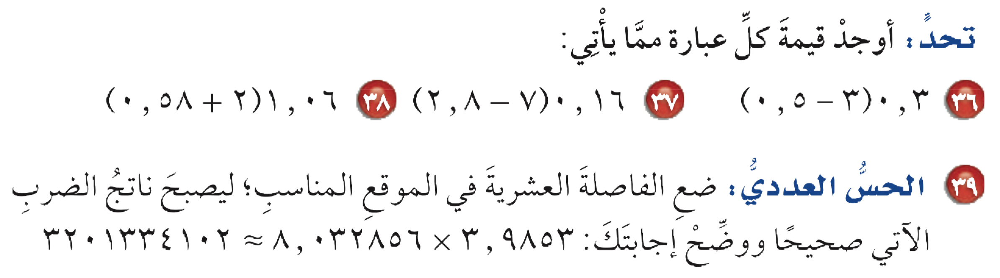 تحدٍّ: أوجدْ قيمةَ كلِّ عبارة ممَّا يأْتِي:
٣٦ ٠,٣(٣ − ٠,٥) ٣٧ ٠,١٦(٧ − ٢,٨) ٣٨ ١,٠٦(٢ + ٠,٥٨)
٣٩ الحسُّ العدديُّ: ضعِ الفاصلةَ العشريةَ في الموقعِ المناسبِ؛ ليصبحَ ناتجُ الضربِ
الآتي صحيحًا ووضِّحْ إجابتَكَ: ٣,٩٨٥٣ × ٨,٠٣٢٨٥٦ ≈ ٣٢٠١٣٣٤١٠٢